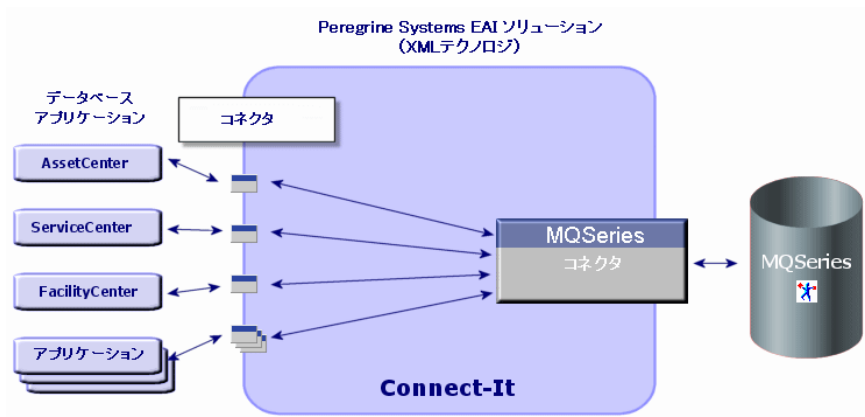 Peregrine Systems EAI ソリューション
（XMLテクノロジ）
データベース
アプリケーション
コネクタ
AssetCenter
ServiceCenter
FacilityCenter
アプリケーション
MQSeries
コネクタ
MQSeries
Connect-It